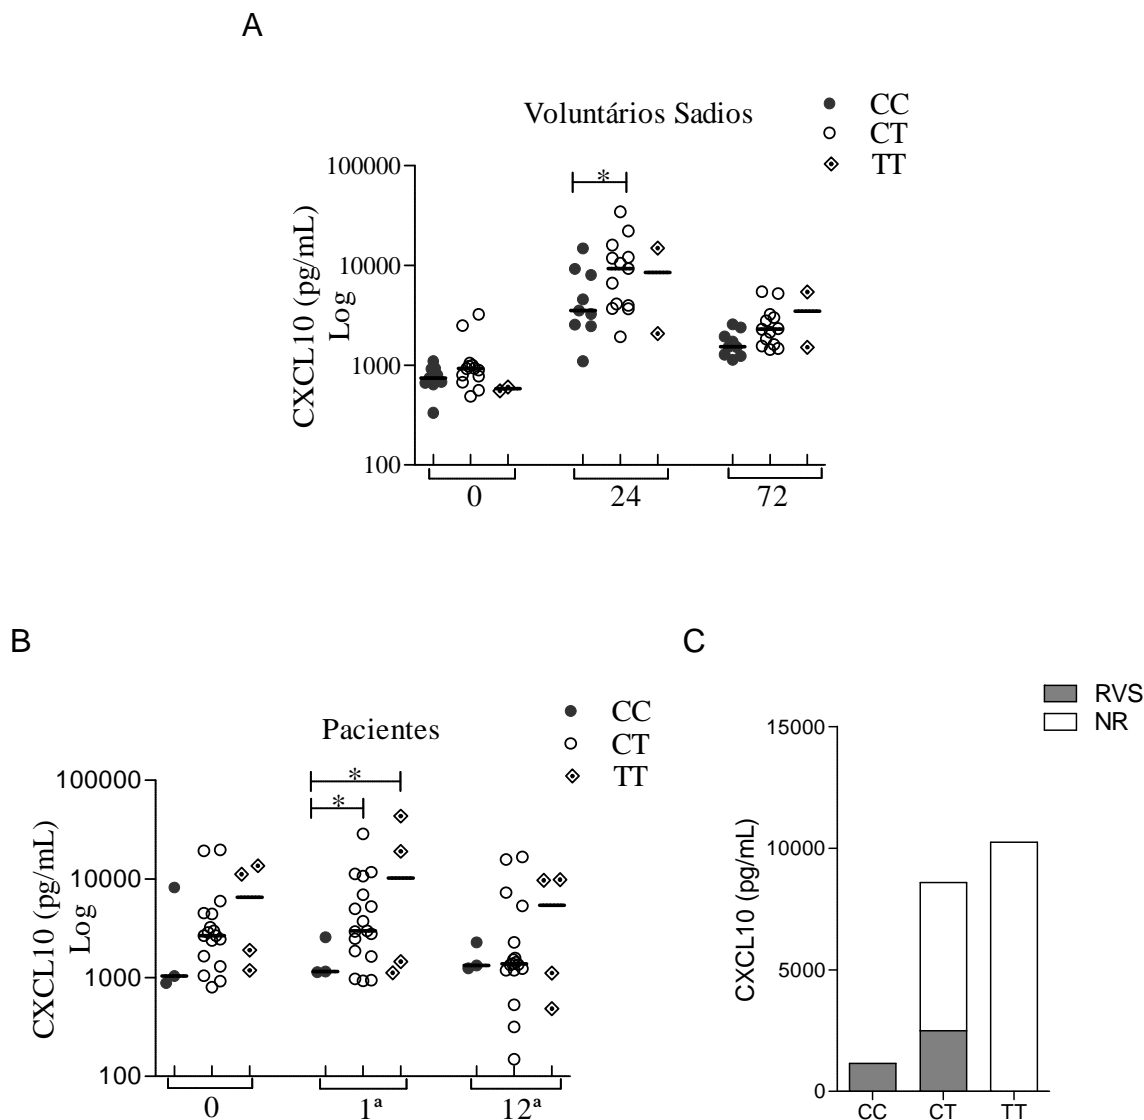 A
Voluntários Sadios
CC
CT
TT
CXCL10 (pg/mL)
Log
100000
10000
1000
100
*
0
24
72
B
Pacientes
CC
CT
TT
CXCL10 (pg/mL)
Log
100000
10000
1000
100
*
*
0
1ª
12ª
C
RVS
NR
CXCL10 (pg/mL)
15000
10000
5000
0
CC
CT
TT